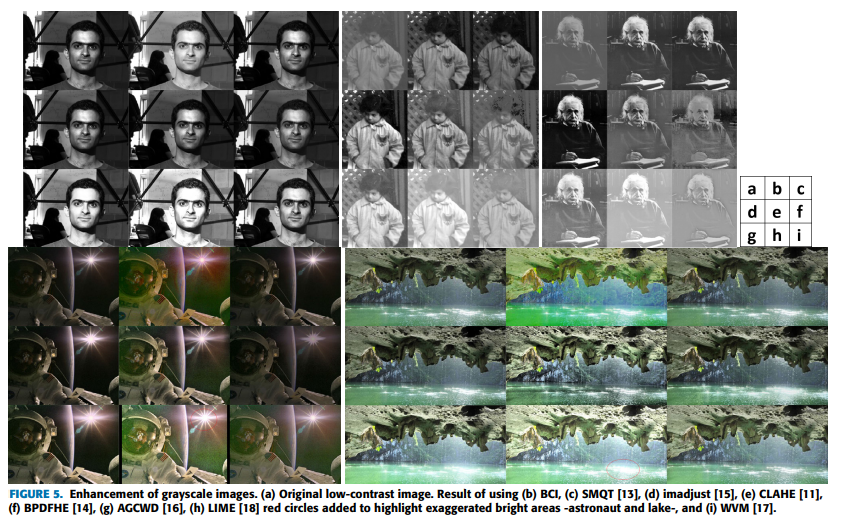 a b c
d e f
g h i
FIGURE 5. Enhancement of grayscale images. (a) Original low-contrast image. Result of using (b) BCI, (c) SMQT [13], (d) imadjust [15], (e) CLAHE [11],
(f) BPDFHE [14], (g) AGCWD [16], (h) LIME [18] red circles added to highlight exaggerated bright areas -astronaut and lake-, and (i) WVM [17].